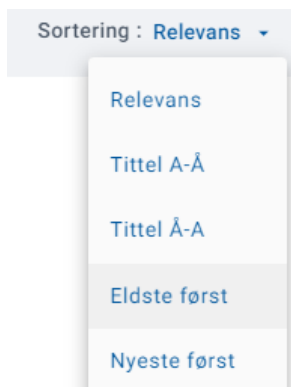 Sortering : Relevans
Relevans
Tittel A-Å
Tittel Å-A
Eldste først
Nyeste først